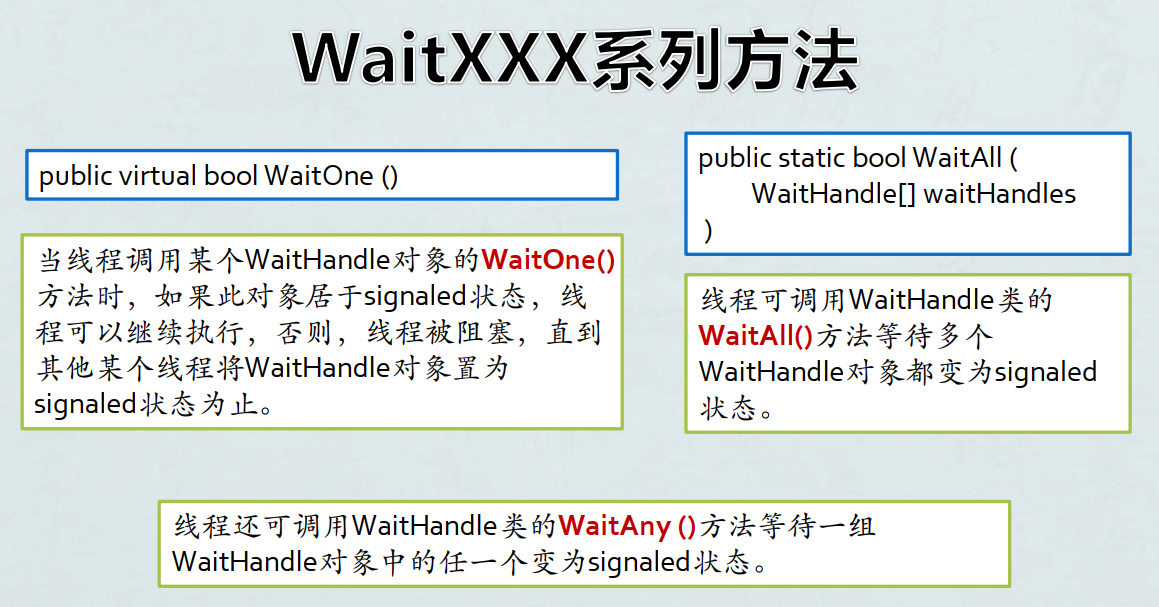 WaitXXX系列方法
public virtual bool WaitOne ()
当线程调用某个WaitHandle对象的WaitOne()
方法时，如果此对象居于signaled状态，线
程可以继续执行，否则，线程被阻塞，直到
其他某个线程将WaitHandle对象置为
signaled状态为止。
public static bool WaitAll (
WaitHandle[] waitHandles
)
线程可调用WaitHandle类的
WaitAll()方法等待多个
WaitHandle对象都变为signaled
状态。
线程还可调用WaitHandle类的WaitAny ()方法等待一组
WaitHandle对象中的任一个变为signaled状态。